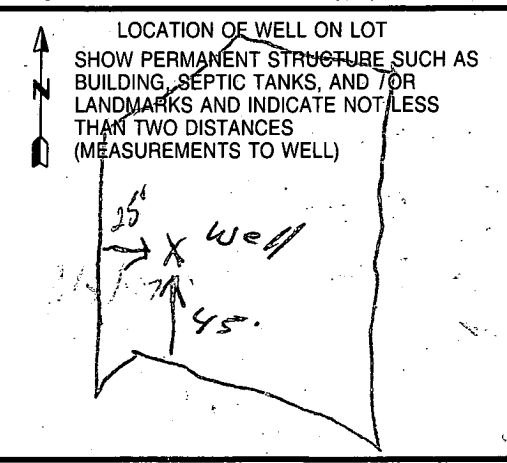 LOCATION OF WELL ON LOT
SHOW PERMANENT STRUCTURE SUCH AS
BUILDING, SEPTIC TANKS, AND / OR
LANDMARKS AND INDICATE NOT LESS
THAN TWO DISTANCES
(MEASUREMENTS TO WELL)
N
25'
X Well
45'